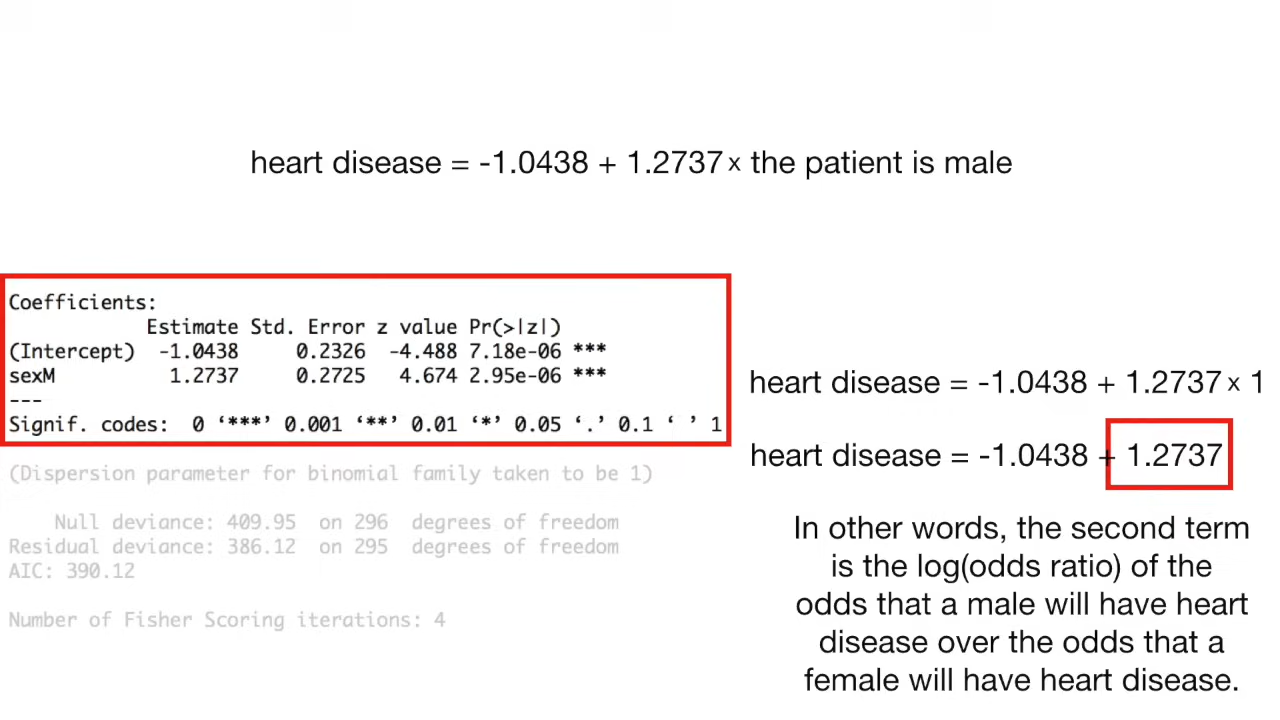 heart disease = -1.0438 + 1.2737 x the patient is male
Coefficients:
Estimate Std. Error z value Pr(>|z|)
(Intercept) -1.0438 0.2326 -4.488 7.18e-06 ***
sexM 1.2737 0.2725 4.674 2.95e-06 ***
---
Signif. codes: 0 ‘***’ 0.001 ‘**’ 0.01 ‘*’ 0.05 ‘.’ 0.1 ‘ ’ 1
(Dispersion parameter for binomial family taken to be 1)
Null deviance: 409.95 on 296 degrees of freedom
Residual deviance: 386.12 on 295 degrees of freedom
AIC: 390.12
Number of Fisher Scoring iterations: 4
heart disease = -1.0438 + 1.2737 x 1
heart disease = -1.0438 + 1.2737
In other words, the second term
is the log(odds ratio) of the
odds that a male will have heart
disease over the odds that a
female will have heart disease.